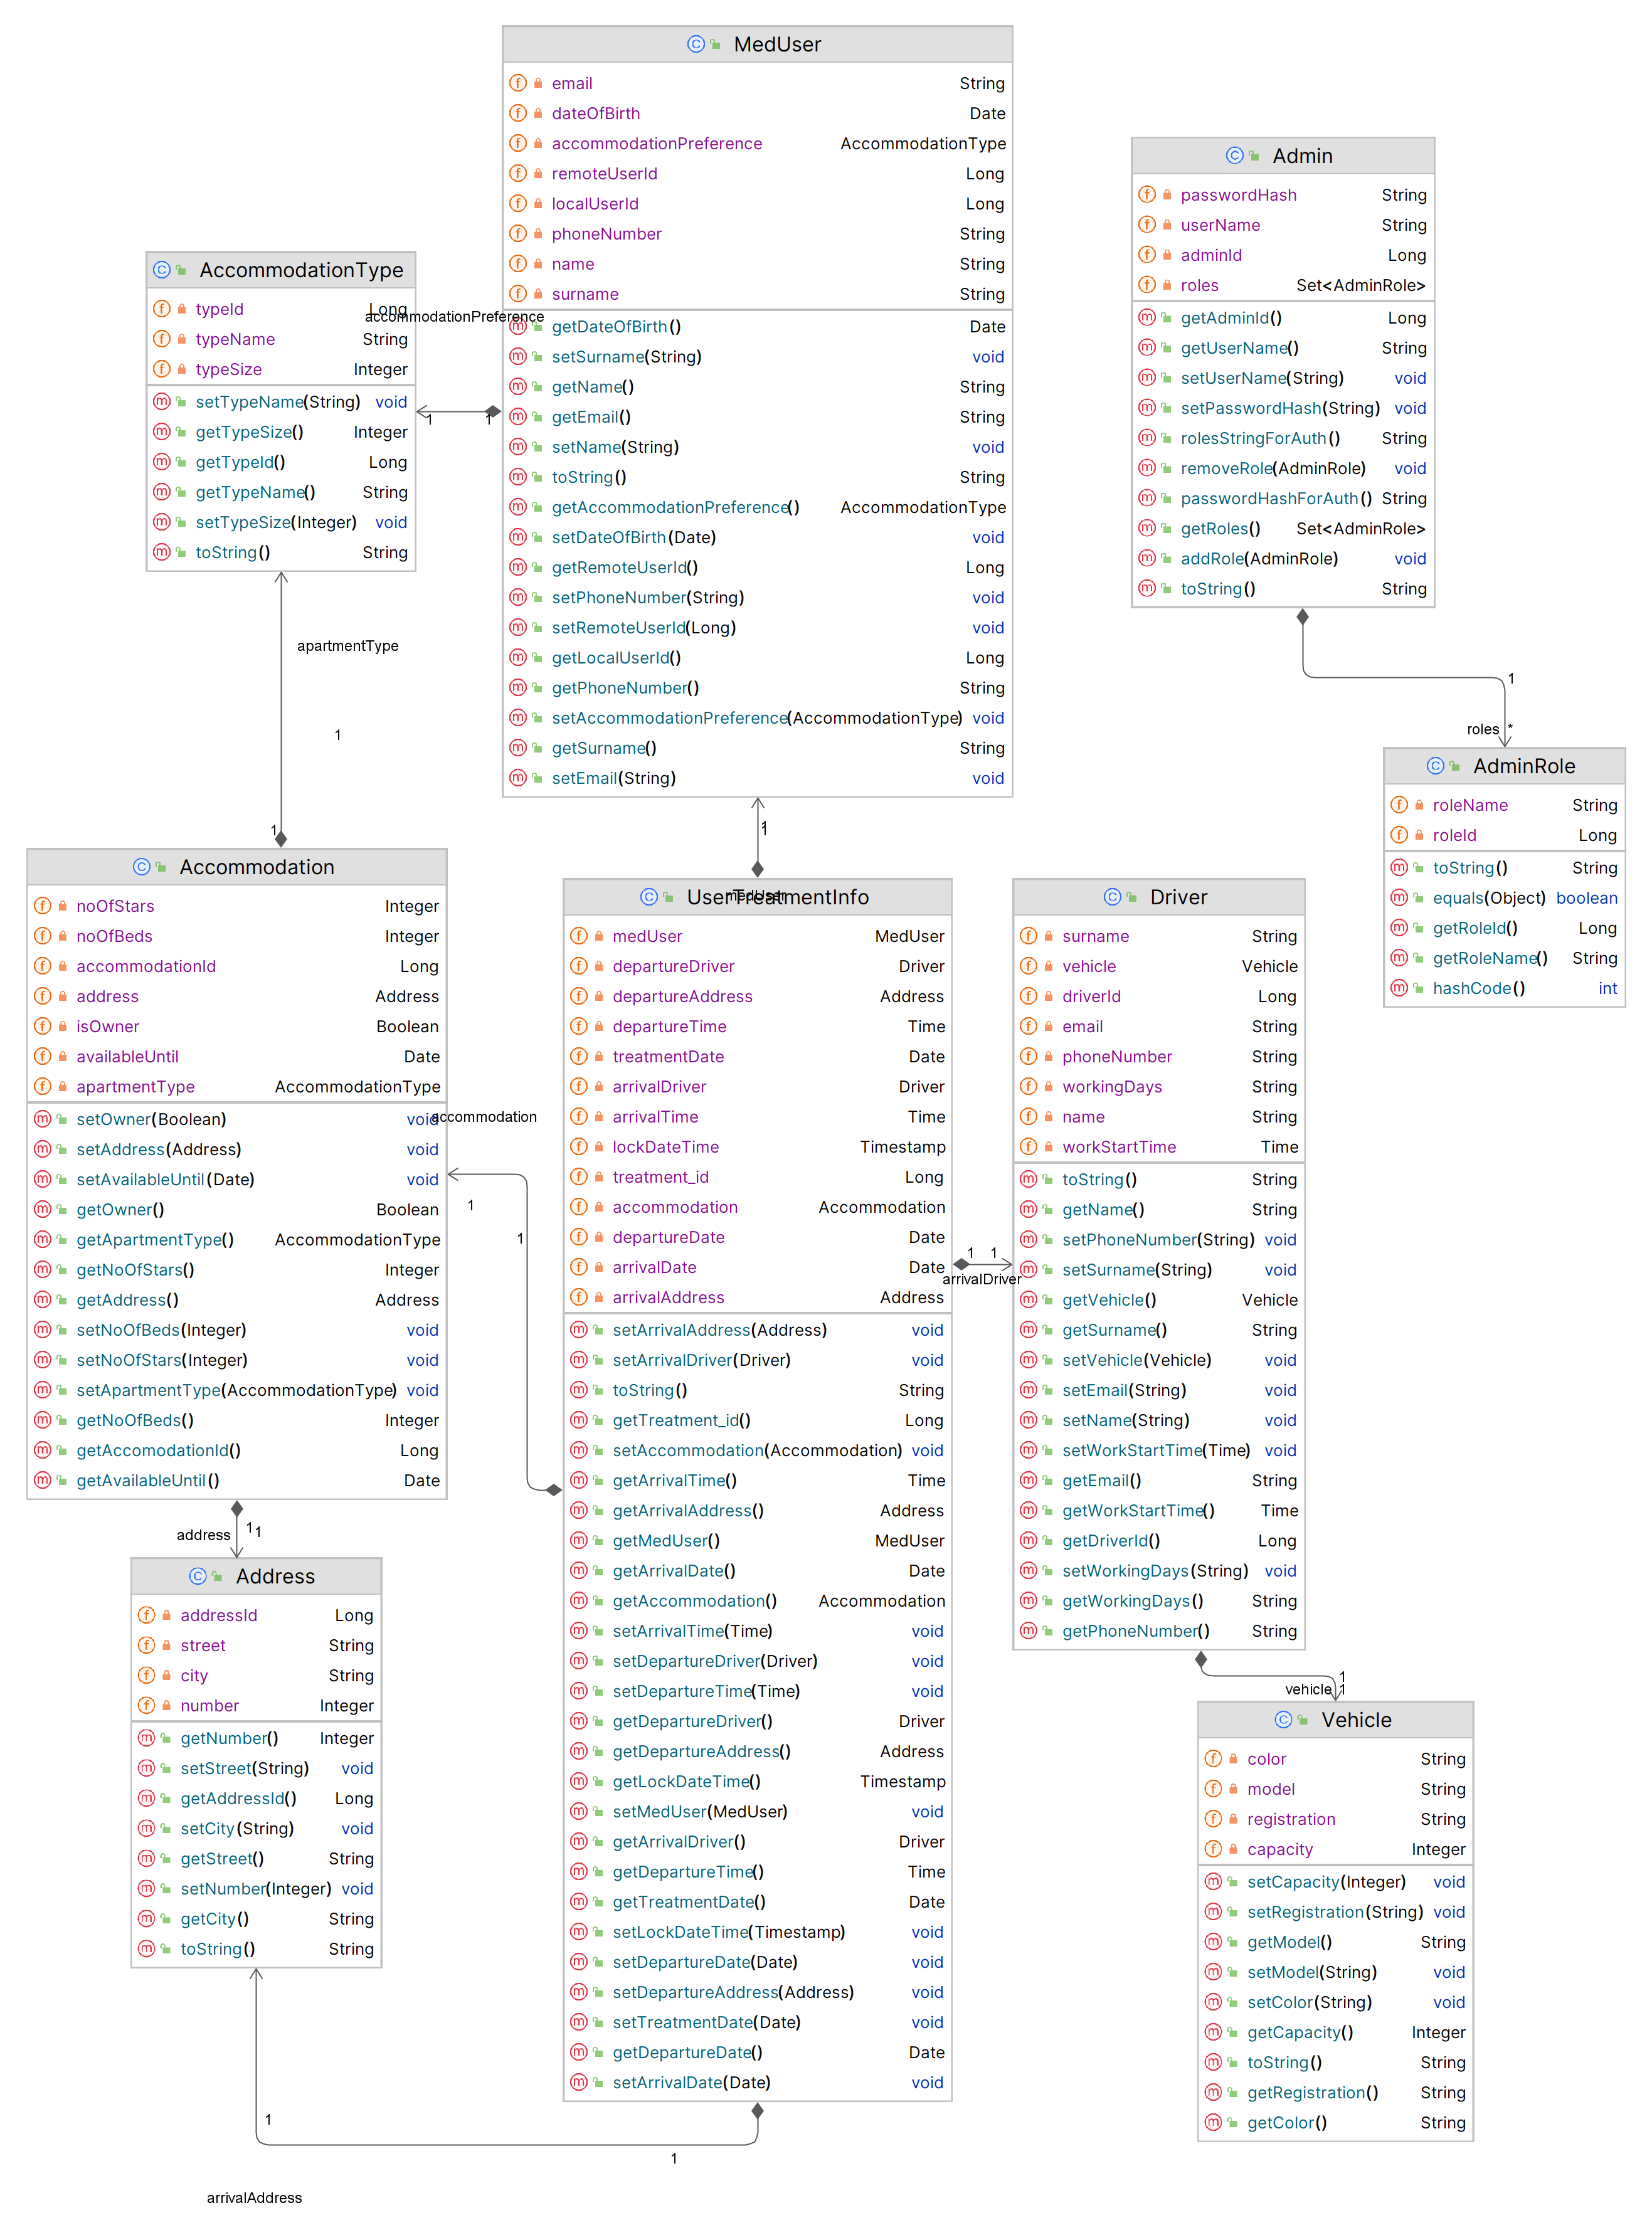 MedUser
email String
dateOfBirth Date
accommodationPreference AccommodationType
remoteUserId Long
localUserId Long
phoneNumber String
name String
surname String
getDateOfBirth() Date
setSurname(String) void
getName() String
getEmail() String
setName(String) void
toString() String
getAccommodationPreference() AccommodationType
setDateOfBirth(Date) void
getRemoteUserId() Long
setPhoneNumber(String) void
setRemoteUserId(Long) void
getLocalUserId() Long
getPhoneNumber() String
setAccommodationPreference(AccommodationType) void
getSurname() String
setEmail(String) void
Admin
passwordHash String
userName String
adminId Long
roles Set<AdminRole>
getAdminId() Long
getUserName() String
setUserName(String) void
setPasswordHash(String) void
rolesStringForAuth() String
removeRole(AdminRole) void
passwordHashForAuth() String
getRoles() Set<AdminRole>
addRole(AdminRole) void
toString() String
AccommodationType
typeId Long
typeName String
typeSize Integer
setTypeName(String) void
getTypeSize() Integer
getTypeId() Long
getTypeName() String
setTypeSize(Integer) void
toString() String
accommodationPreference
1 1
apartmentType
1
1
1
roles *
1
1
medUser
AdminRole
roleName String
roleId Long
toString() String
equals(Object) boolean
getRoleId() Long
getRoleName() String
hashCode() int
Accommodation
noOfStars Integer
noOfBeds Integer
accommodationId Long
address Address
isOwner Boolean
availableUntil Date
apartmentType AccommodationType
setOwner(Boolean) void
setAddress(Address) void
setAvailableUntil(Date) void
getOwner() Boolean
getApartmentType() AccommodationType
getNoOfStars() Integer
getAddress() Address
setNoOfBeds(Integer) void
setNoOfStars(Integer) void
setApartmentType(AccommodationType) void
getNoOfBeds() Integer
getAccomodationId() Long
getAvailableUntil() Date
accommodation
1
1
UserTreatmentInfo
medUser MedUser
departureDriver Driver
departureAddress Address
departureTime Time
treatmentDate Date
arrivalDriver Driver
arrivalTime Time
lockDateTime Timestamp
treatment_id Long
accommodation Accommodation
departureDate Date
arrivalDate Date
arrivalAddress Address
setArrivalAddress(Address) void
setArrivalDriver(Driver) void
toString() String
getTreatment_id() Long
setAccommodation(Accommodation) void
getArrivalTime() Time
getArrivalAddress() Address
getMedUser() MedUser
getArrivalDate() Date
getAccommodation() Accommodation
setArrivalTime(Time) void
setDepartureDriver(Driver) void
setDepartureTime(Time) void
getDepartureDriver() Driver
getDepartureAddress() Address
getLockDateTime() Timestamp
setMedUser(MedUser) void
getArrivalDriver() Driver
getDepartureTime() Time
getTreatmentDate() Date
setLockDateTime(Timestamp) void
setDepartureDate(Date) void
setDepartureAddress(Address) void
setTreatmentDate(Date) void
getDepartureDate() Date
setArrivalDate(Date) void
1 1
arrivalDriver
Driver
surname String
vehicle Vehicle
driverId Long
email String
phoneNumber String
workingDays String
name String
workStartTime Time
toString() String
getName() String
setPhoneNumber(String) void
setSurname(String) void
getVehicle() Vehicle
getSurname() String
setVehicle(Vehicle) void
setEmail(String) void
setName(String) void
setWorkStartTime(Time) void
getEmail() String
getWorkStartTime() Time
getDriverId() Long
setWorkingDays(String) void
getWorkingDays() String
getPhoneNumber() String
address 1 1
Address
addressId Long
street String
city String
number Integer
getNumber() Integer
setStreet(String) void
getAddressId() Long
setCity(String) void
getStreet() String
setNumber(Integer) void
getCity() String
toString() String
1
vehicle 1
Vehicle
color String
model String
registration String
capacity Integer
setCapacity(Integer) void
setRegistration(String) void
getModel() String
setModel(String) void
setColor(String) void
getCapacity() Integer
toString() String
getRegistration() String
getColor() String
1
1
arrivalAddress